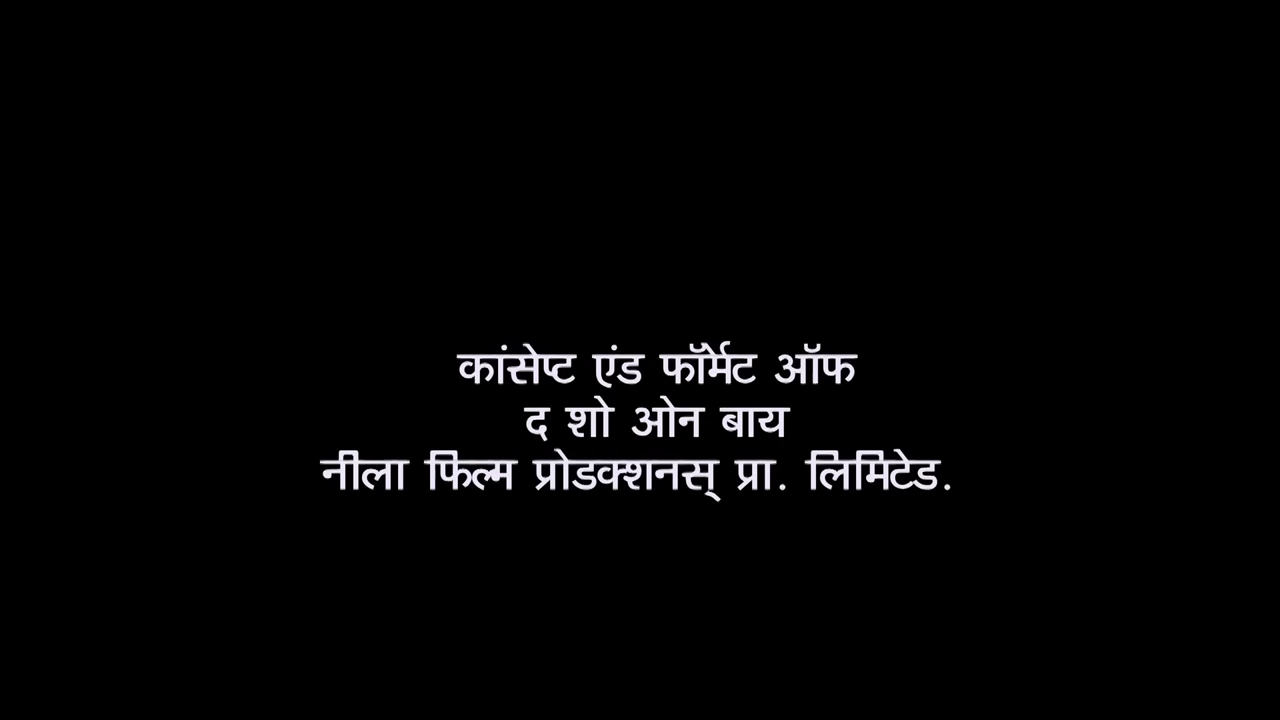 कांसेप्ट एंड फॉर्मेट ऑफ
द शो ओन बाय
नीला फिल्म प्रोडक्शनस् प्रा. लिमिटेड.